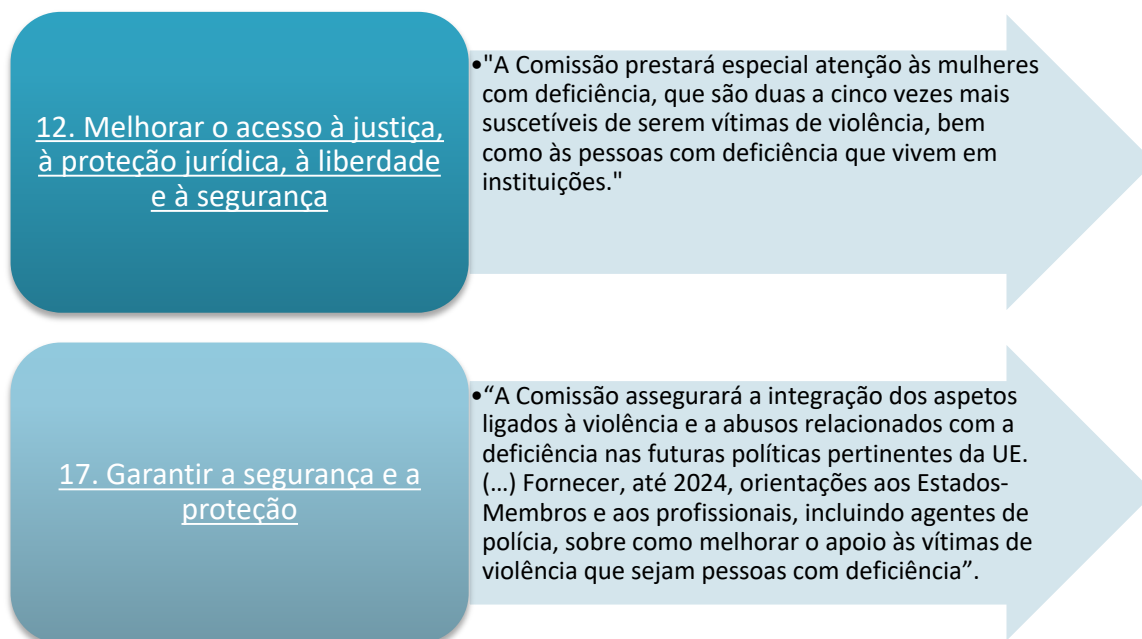 12. Melhorar o acesso à justiça,
à proteção jurídica, à liberdade
e à segurança
•"A Comissão prestará especial atenção às mulheres
com deficiência, que são duas a cinco vezes mais
suscetíveis de serem vítimas de violência, bem
como às pessoas com deficiência que vivem em
instituições."
17. Garantir a segurança e a
proteção
•“A Comissão assegurará a integração dos aspetos
ligados à violência e a abusos relacionados com a
deficiência nas futuras políticas pertinentes da UE.
(...) Fornecer, até 2024, orientações aos Estados-
Membros e aos profissionais, incluindo agentes de
polícia, sobre como melhorar o apoio às vítimas de
violência que sejam pessoas com deficiência”.